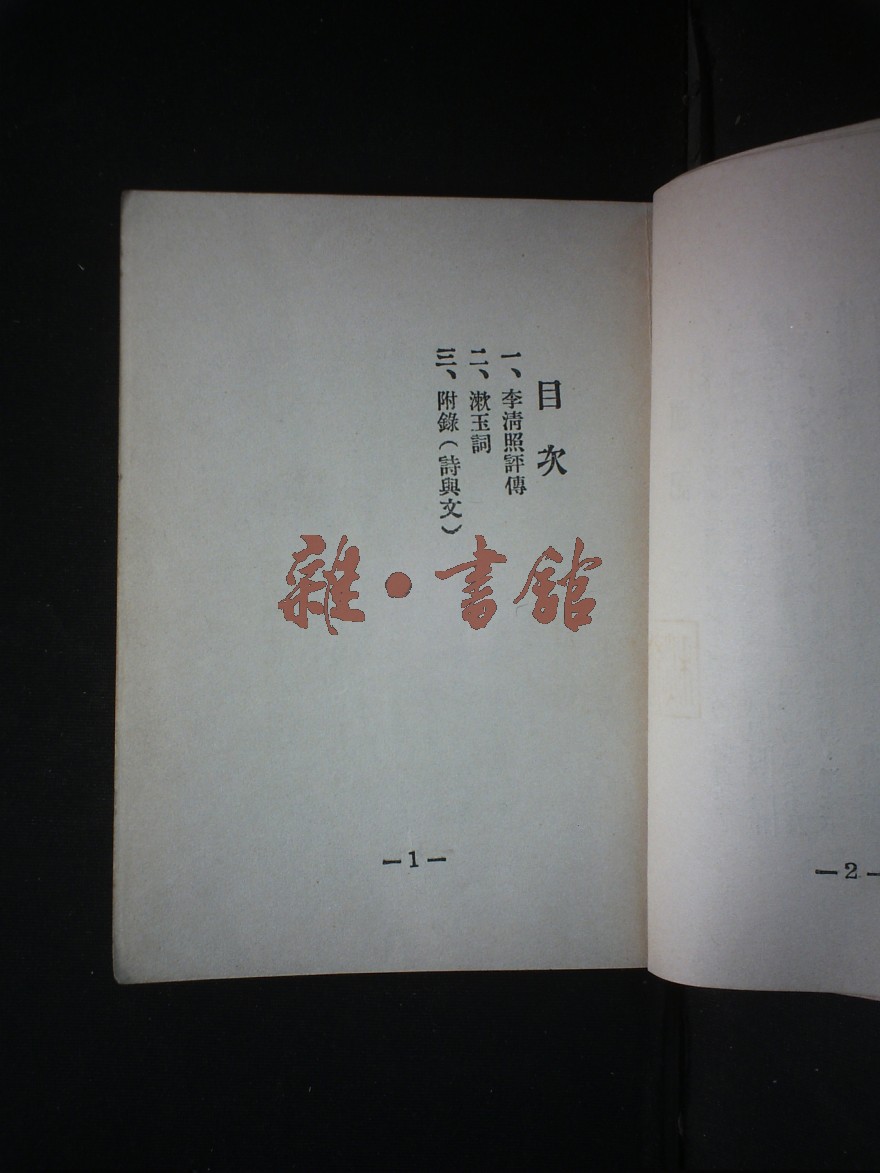 目次
一、李清照評傳
二、漱玉詞
三、附錄（詩與文）
雜・書館
—1—
—2—